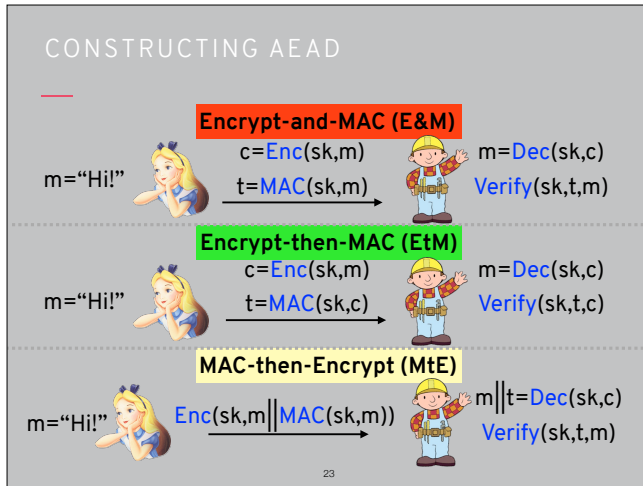 CONSTRUCTING AEAD
Encrypt-and-MAC (E&M)
m="Hi!"
c=Enc(sk,m)
t=MAC(sk,m)
m=Dec(sk,c)
Verify(sk,t,m)
Encrypt-then-MAC (EtM)
m="Hi!"
c=Enc(sk,m)
t=MAC(sk,c)
m=Dec(sk,c)
Verify(sk,t,c)
MAC-then-Encrypt (MtE)
m="Hi!"
Enc(sk,m||MAC(sk,m))
m||t=Dec(sk,c)
Verify(sk,t,m)
23